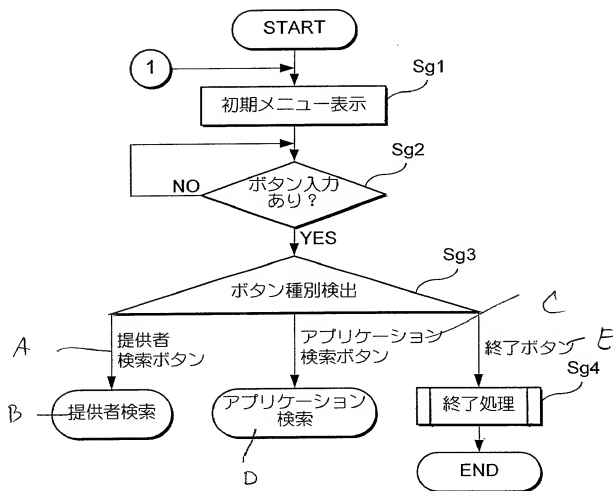 START
1
Sg1
初期メニュー表示
Sg2
NO
ボタン入力
あり?
YES
Sg3
ボタン種別検出
C
A
提供者
検索ボタン
アプリケーション
検索ボタン
終了ボタン
E
Sg4
B
提供者検索
アプリケーション
検索
終了処理
D
END